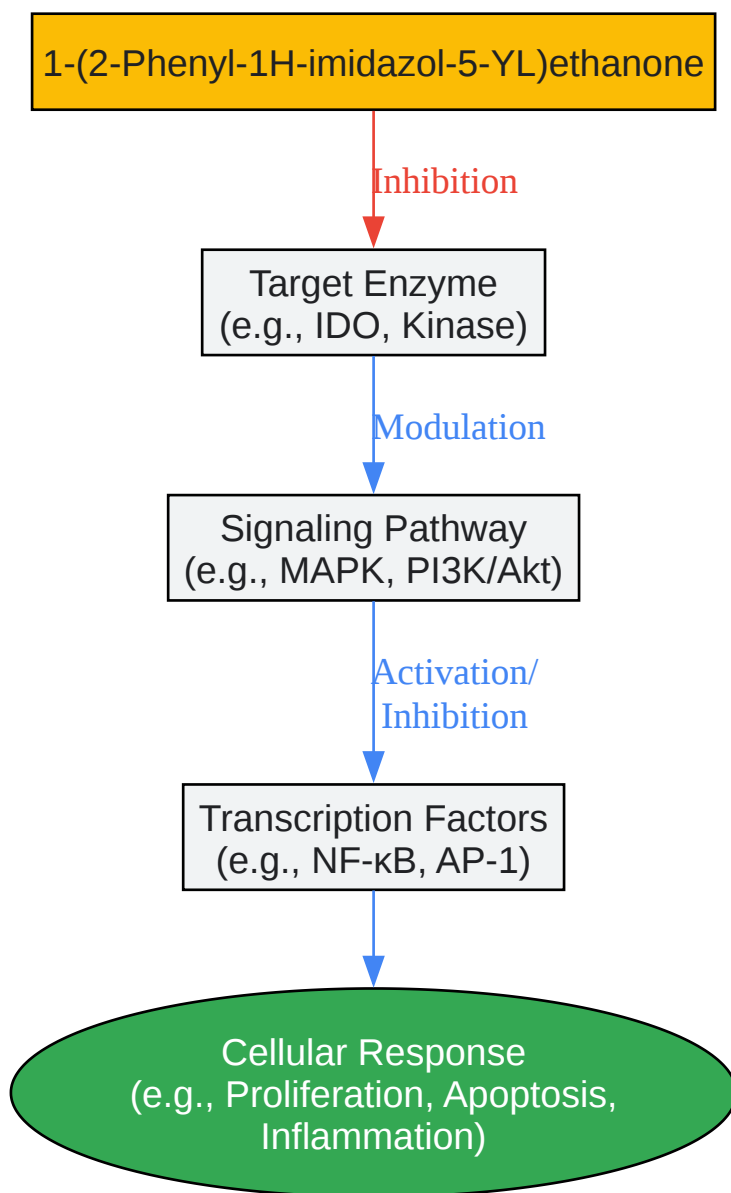 1-(2-Phenyl-1H-imidazol-5-YL)ethanone
Inhibition
Target Enzyme
(e.g., IDO, Kinase)
Modulation
Signaling Pathway
(e.g., MAPK, PI3K/Akt)
Activation/
Inhibition
Transcription Factors
(e.g., NF-κB, AP-1)
Cellular Response
(e.g., Proliferation, Apoptosis,
Inflammation)